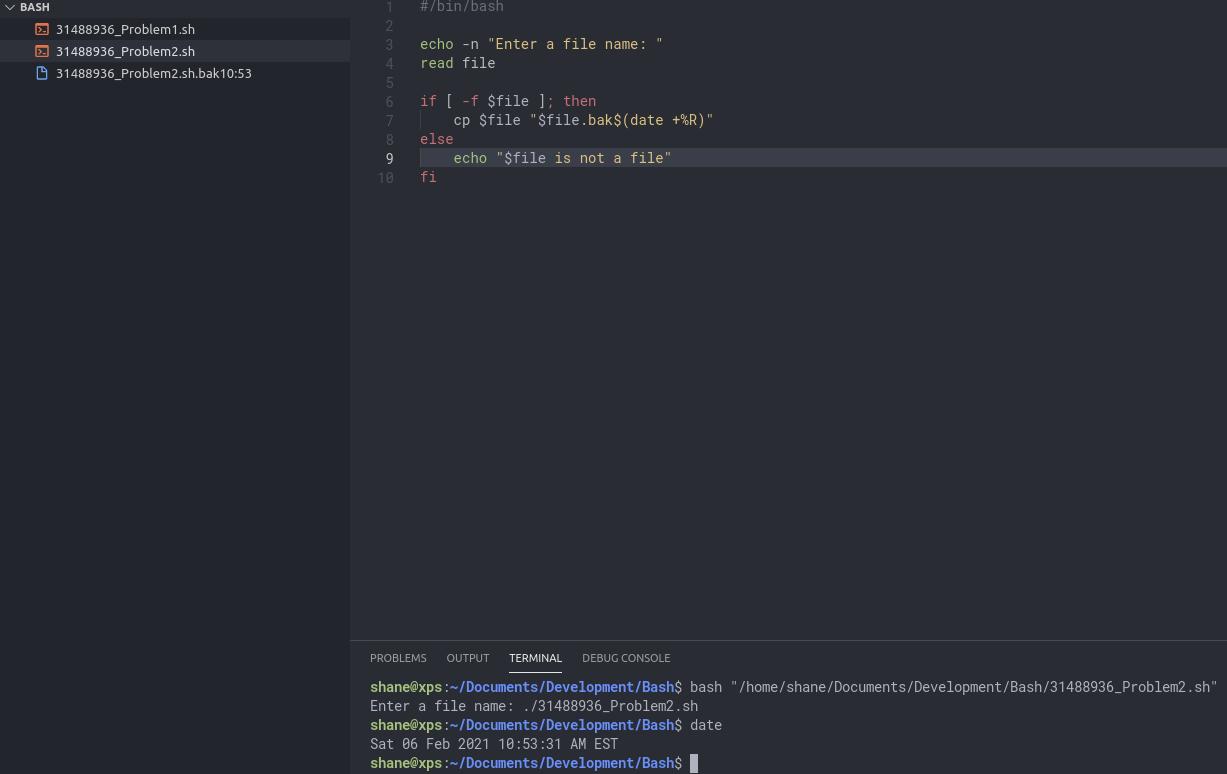 BASH
31488936_Problem1.sh
31488936_Problem2.sh
31488936_Problem2.sh.bak10:53
1 #/bin/bash
2
3 echo -n "Enter a file name: "
4 read file
5
6 if [ -f $file ]; then
7     cp $file "$file.bak$(date +%R)"
8 else
9     echo "$file is not a file"
10 fi
PROBLEMS OUTPUT TERMINAL DEBUG CONSOLE
shane@xps:~/Documents/Development/Bash$ bash "/home/shane/Documents/Development/Bash/31488936_Problem2.sh"
Enter a file name: ./31488936_Problem2.sh
shane@xps:~/Documents/Development/Bash$ date
Sat 06 Feb 2021 10:53:31 AM EST
shane@xps:~/Documents/Development/Bash$